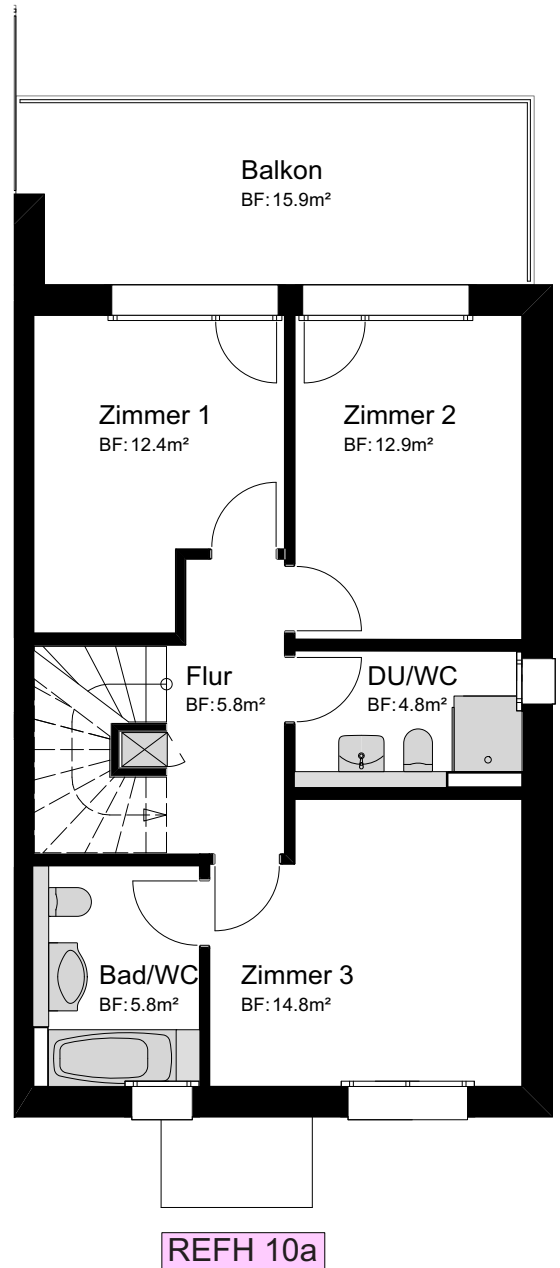 Balkon
BF: 15.9m²
Zimmer 1
BF: 12.4m²
Zimmer 2
BF: 12.9m²
Flur
BF: 5.8m²
DU/WC
BF: 4.8m²
Bad/WC
BF: 5.8m²
Zimmer 3
BF: 14.8m²
REFH 10a